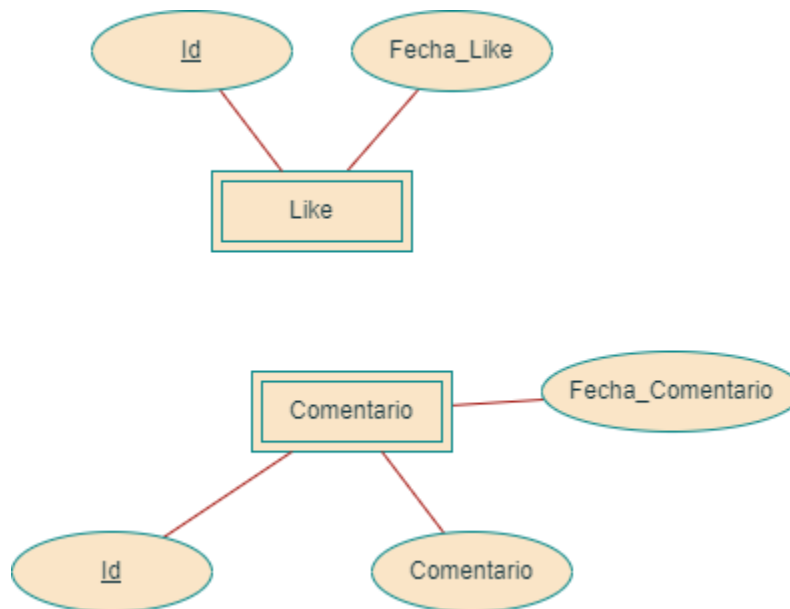 Id
Fecha_Like
Like
Comentario
Fecha_Comentario
Id
Comentario